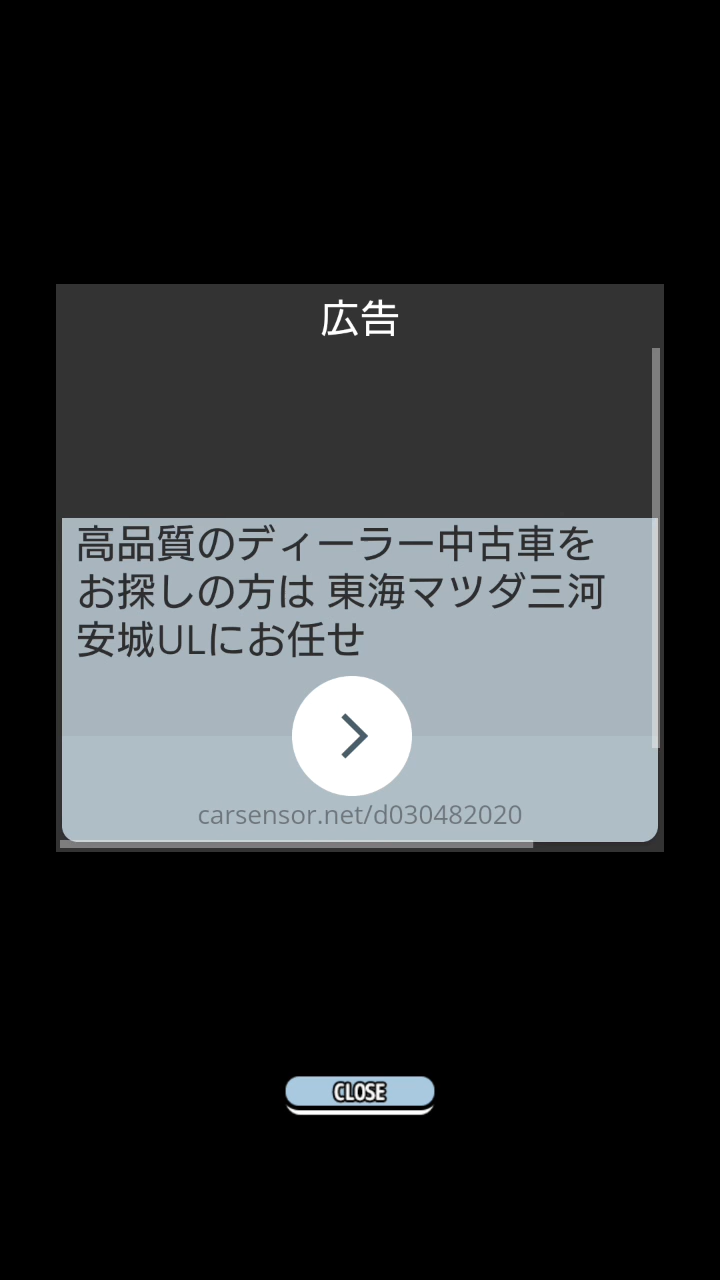 広告
高品質のディーラー中古車を
お探しの方は 東海マツダ三河
安城ULにお任せ
carsensor.net/d030482020
CLOSE